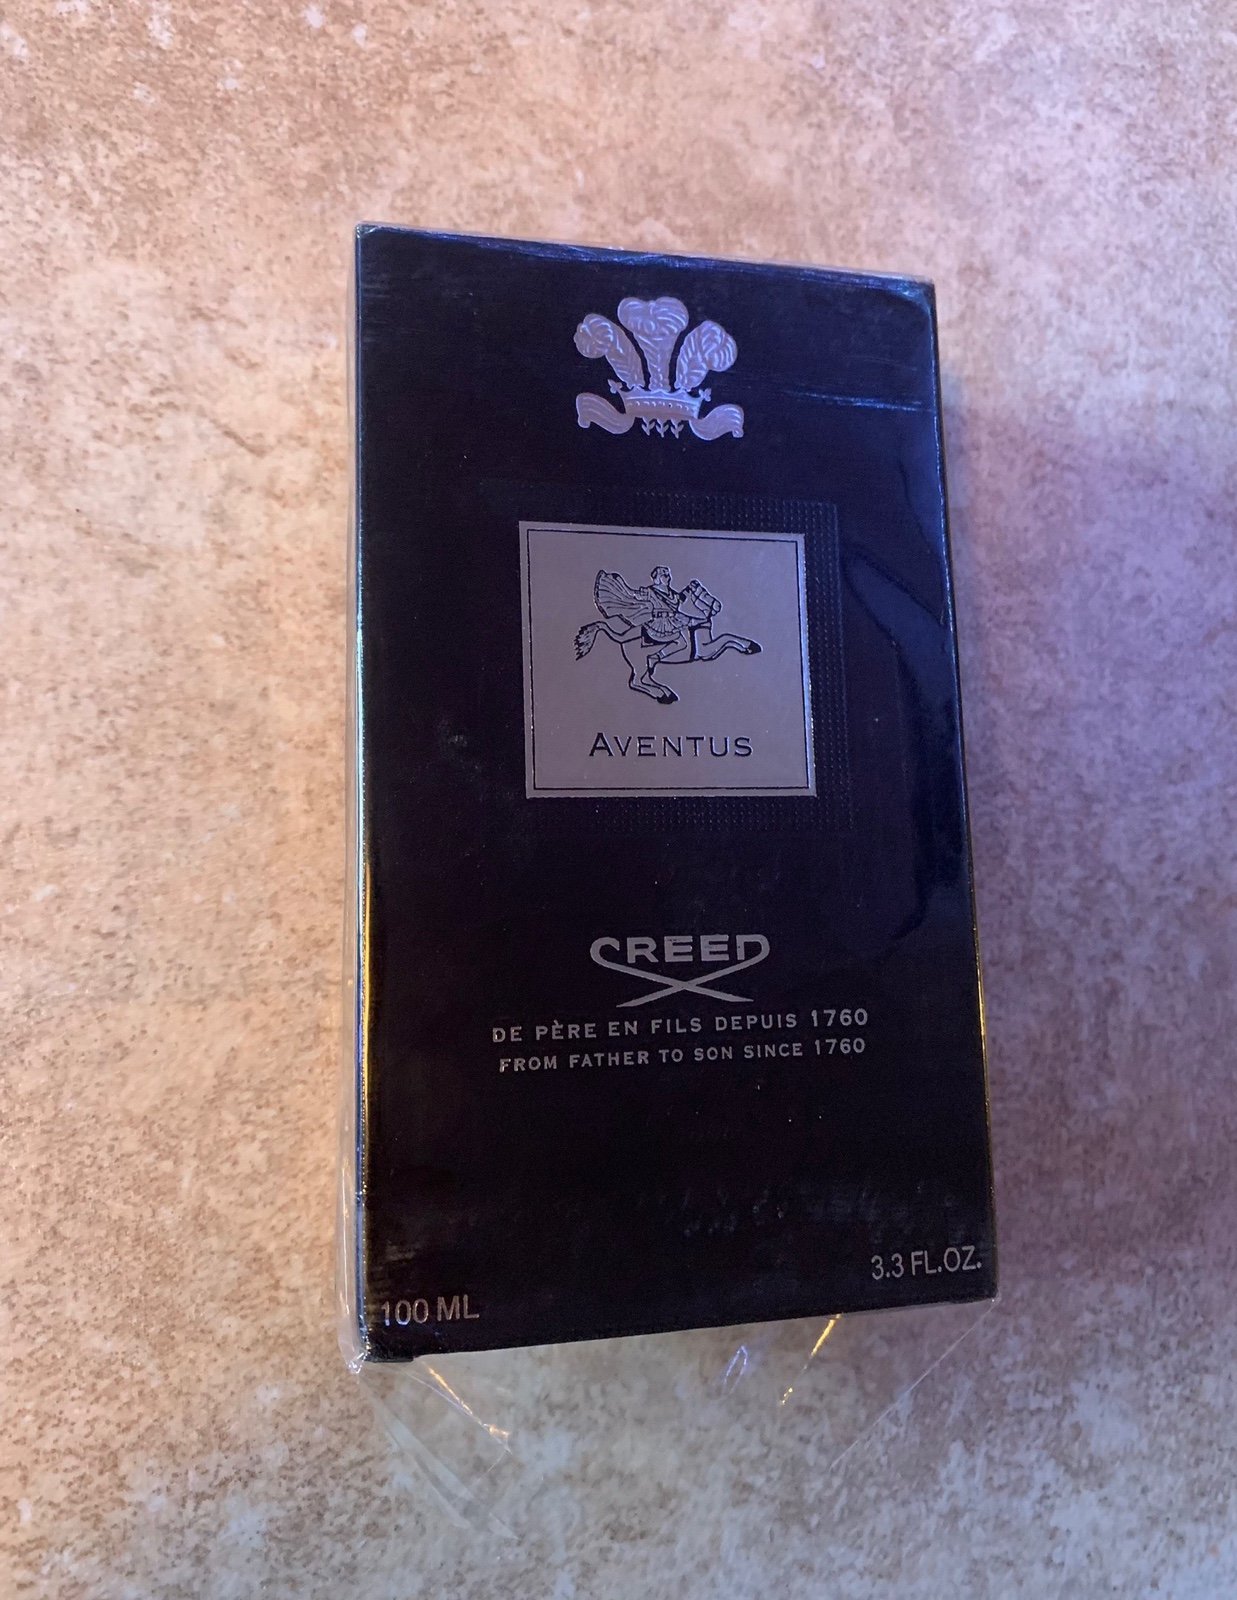 AVENTUS
CREED
DE PÈRE EN FILS DEPUIS 1760
FROM FATHER TO SON SINCE 1760
3.3 FL.OZ.
100 ML